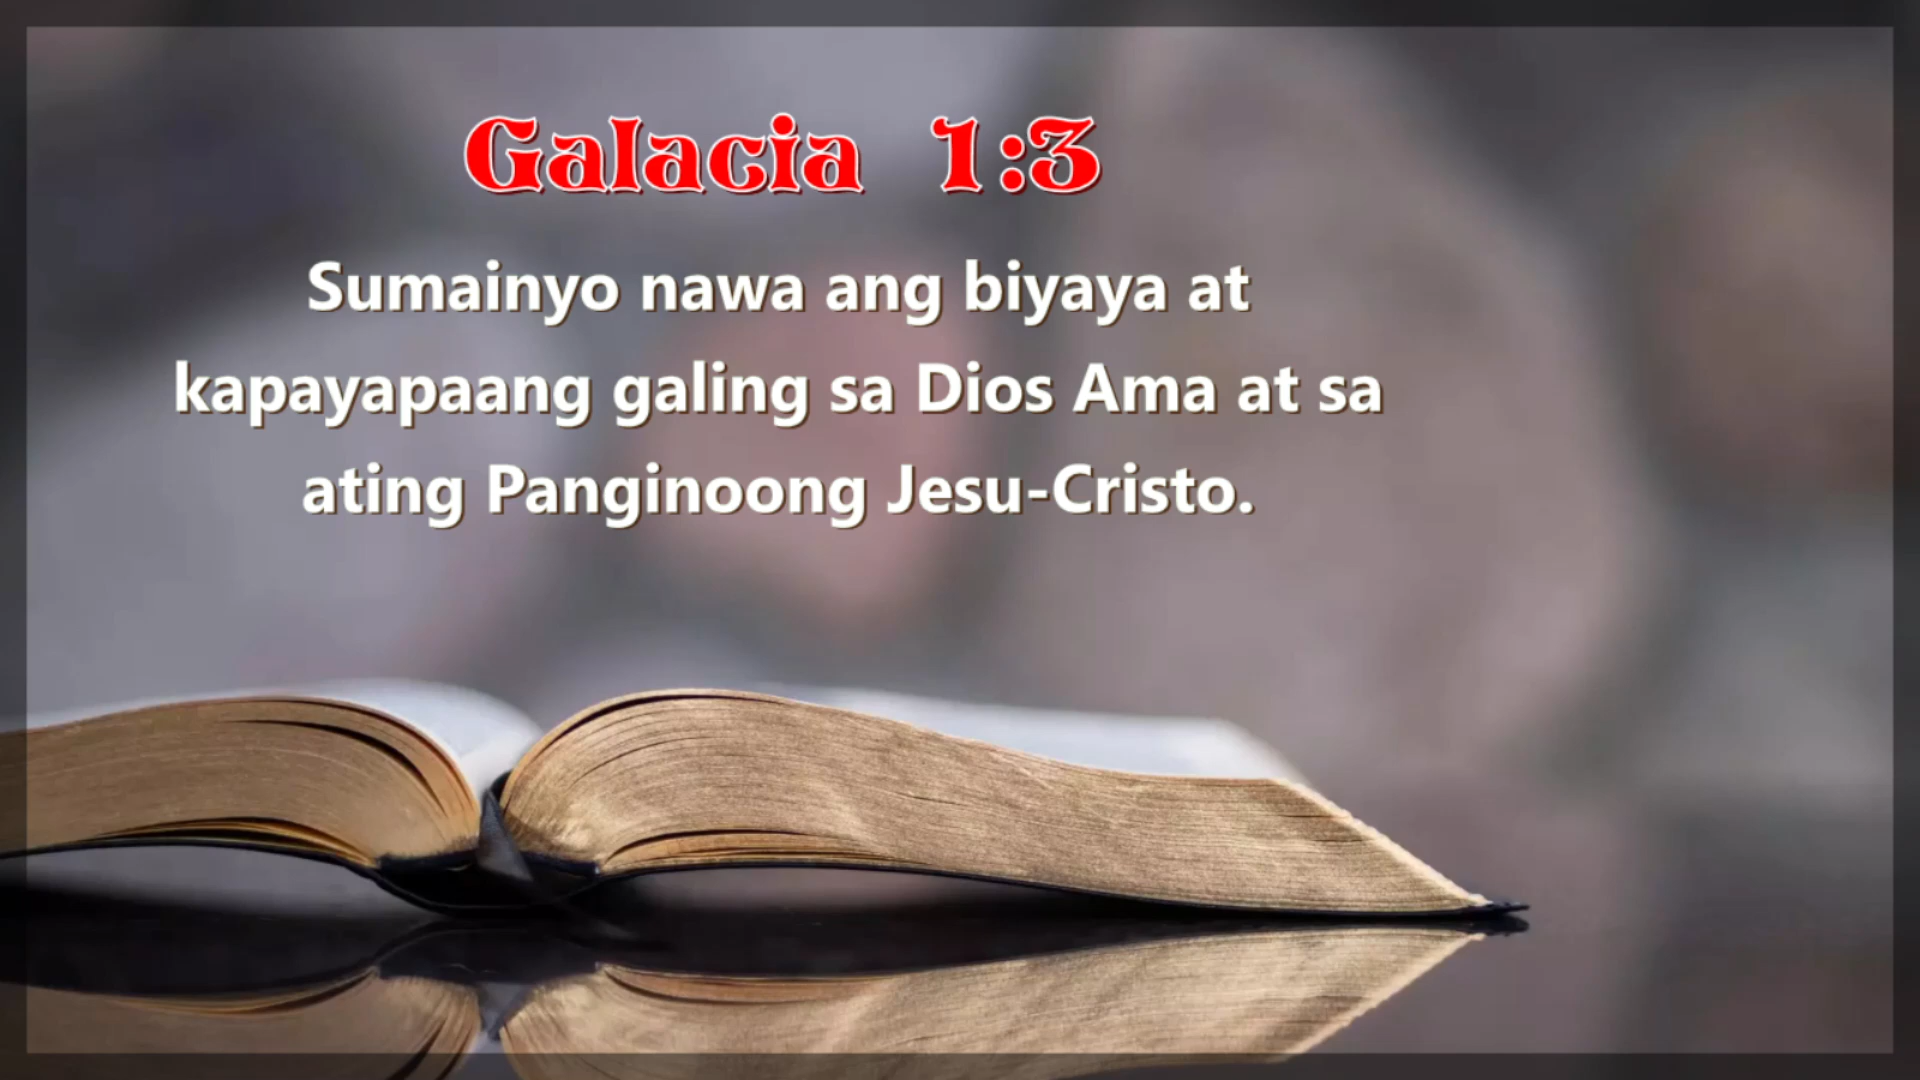 Galacia 1:3
Sumainyo nawa ang biyaya at
kapayapaang galing sa Dios Ama at sa
ating Panginoong Jesu-Cristo.